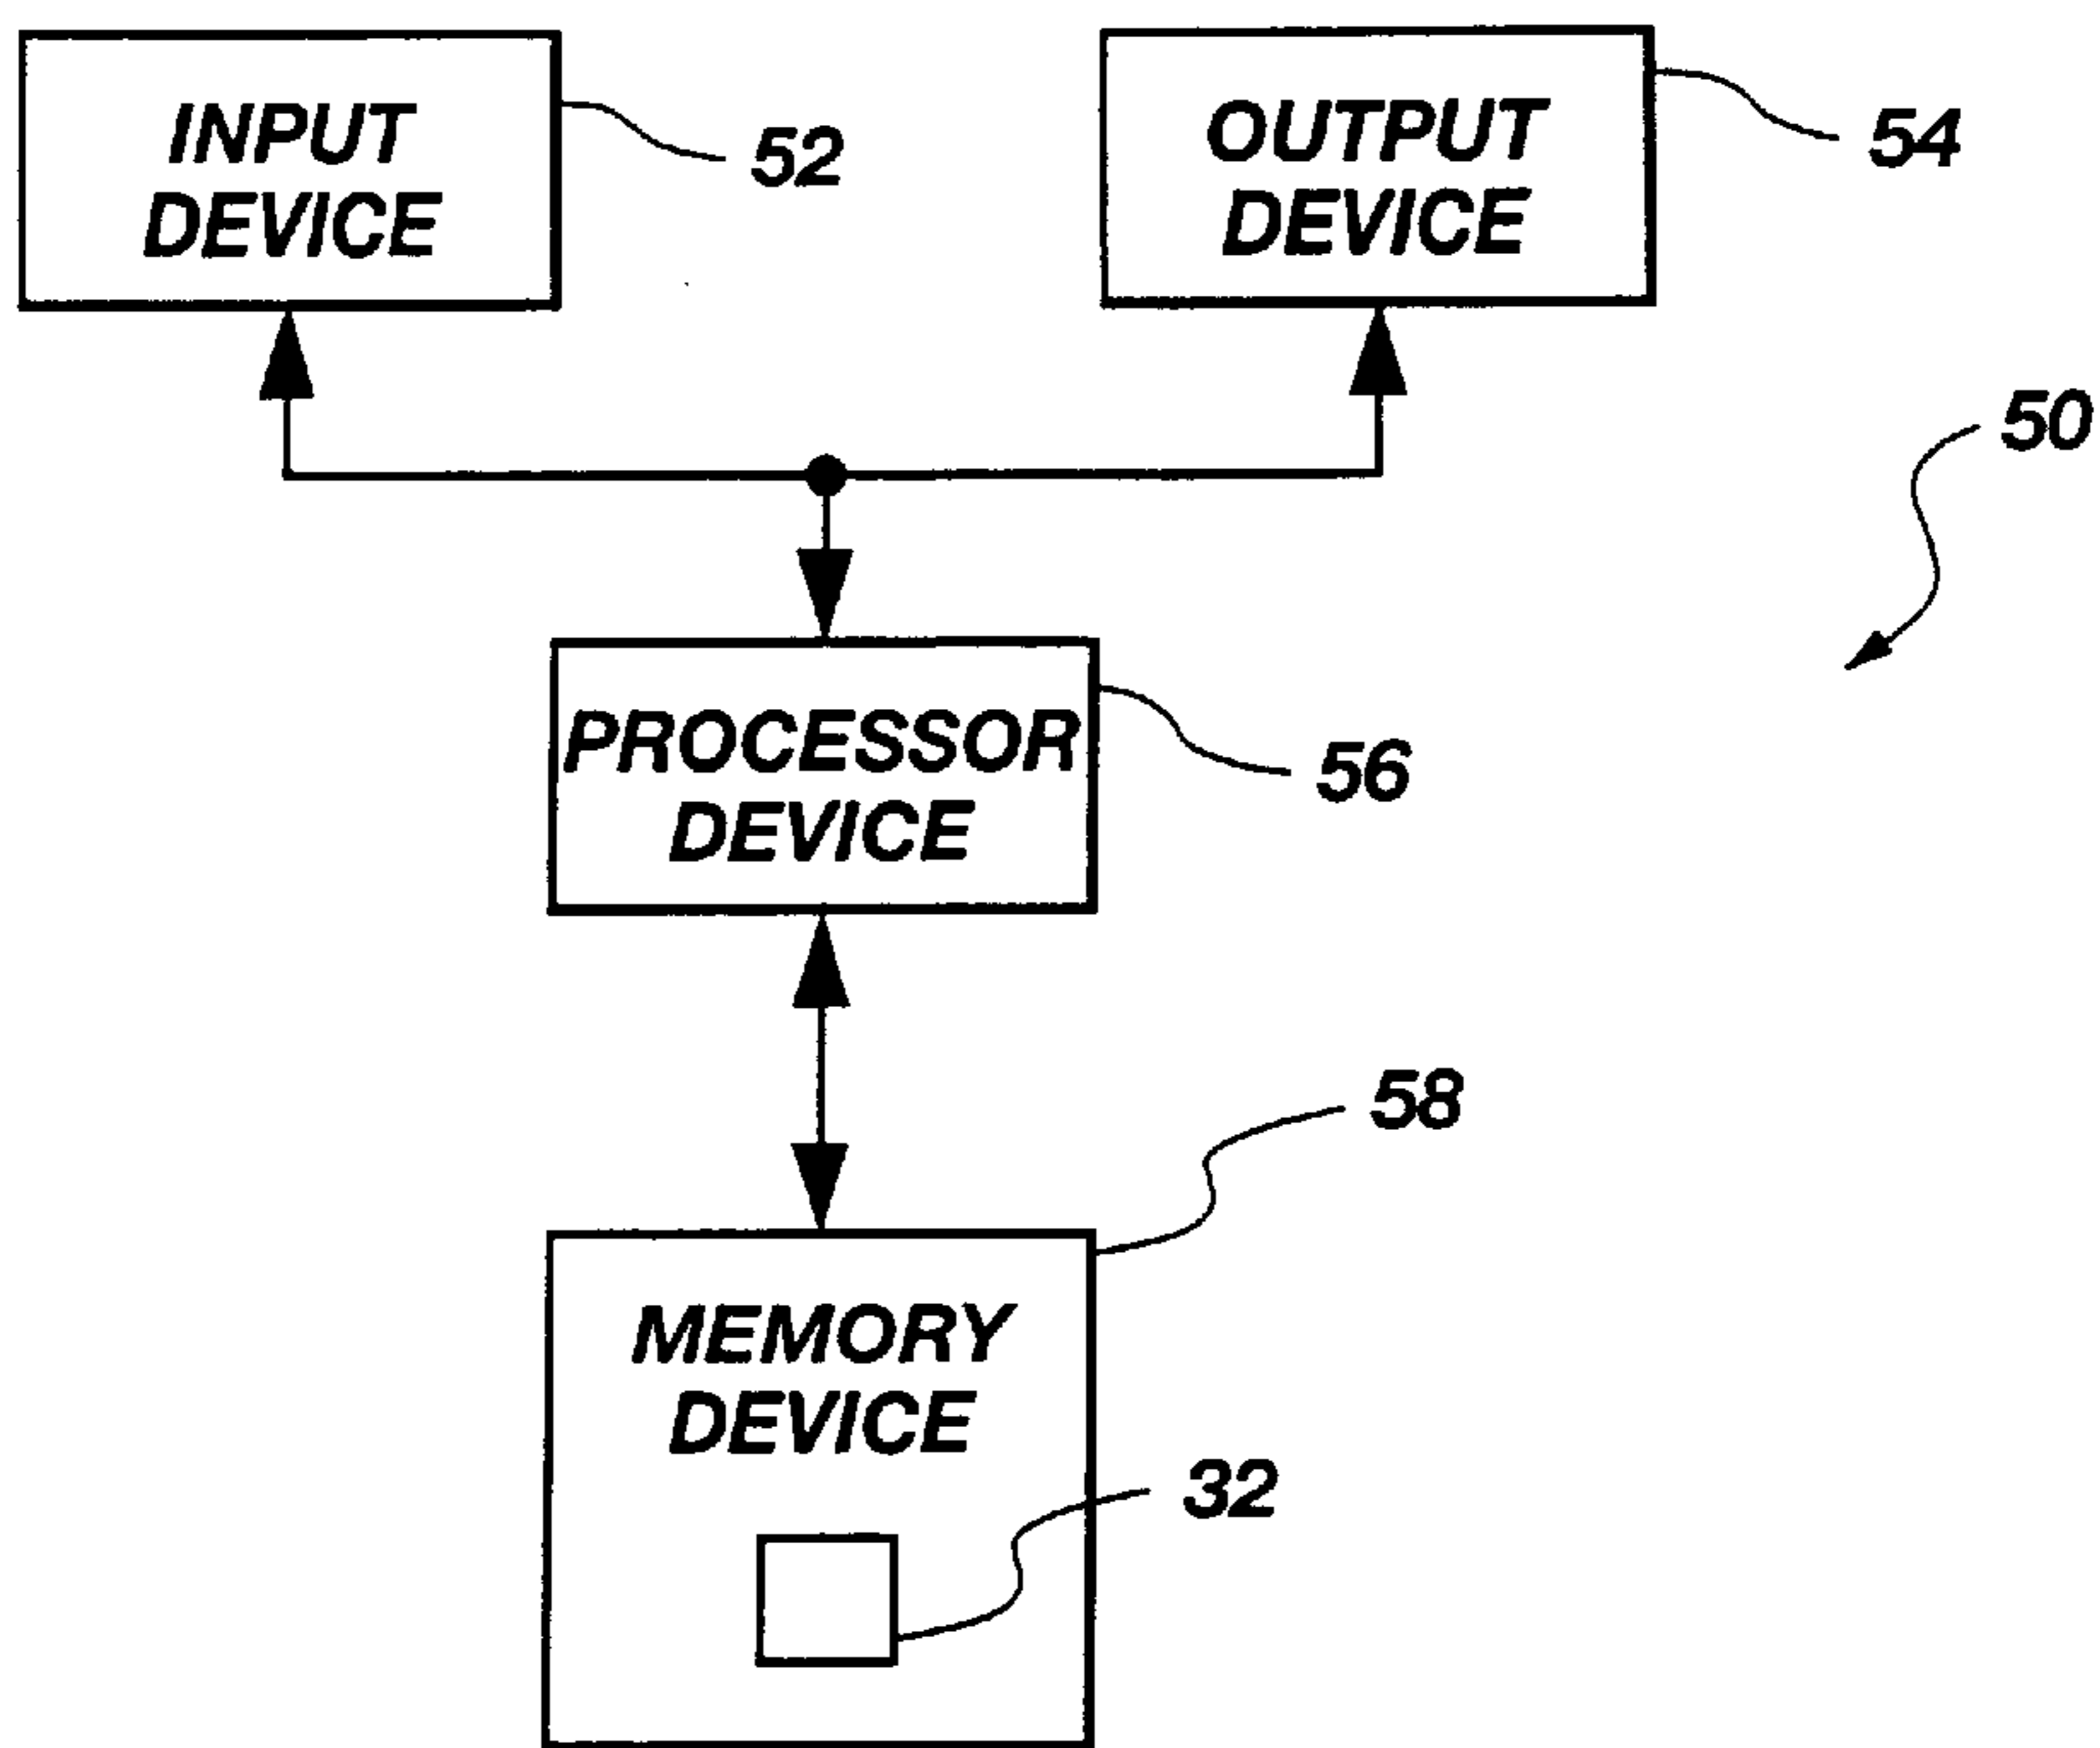 INPUT
DEVICE
52
OUTPUT
DEVICE
54
50
PROCESSOR
DEVICE
56
58
MEMORY
DEVICE
32